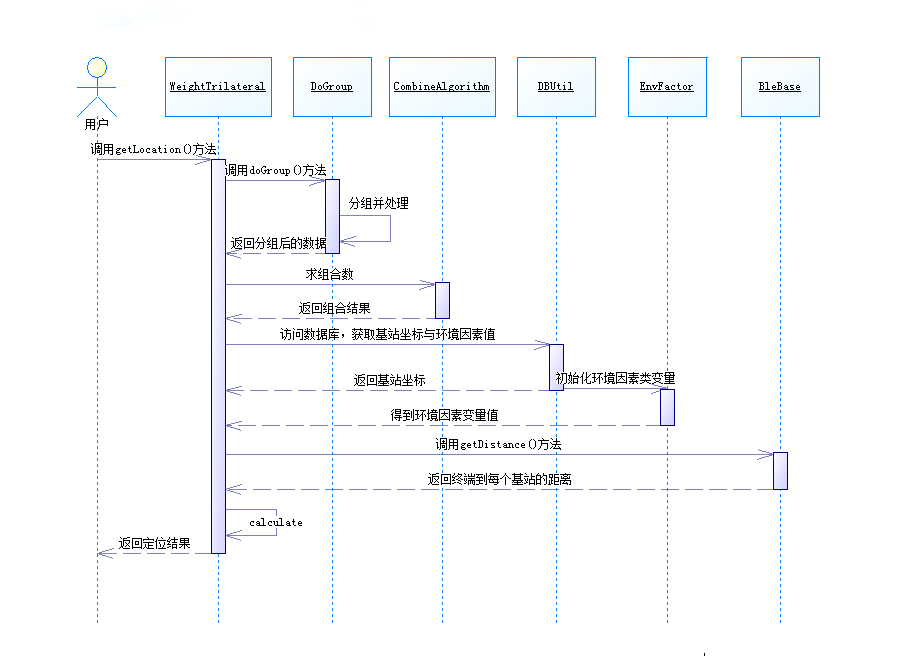 WeightTrilateral
DoGroup
CombineAlgorithm
DBUtil
EnvFactor
BleBase
用户
调用getLocation()方法
调用doGroup()方法
分组并处理
返回分组后的数据
求组合数
返回组合结果
访问数据库，获取基站坐标与环境因素值
返回基站坐标
初始化环境因素类变量
得到环境因素变量值
调用getDistance()方法
返回终端到每个基站的距离
calculate
返回定位结果